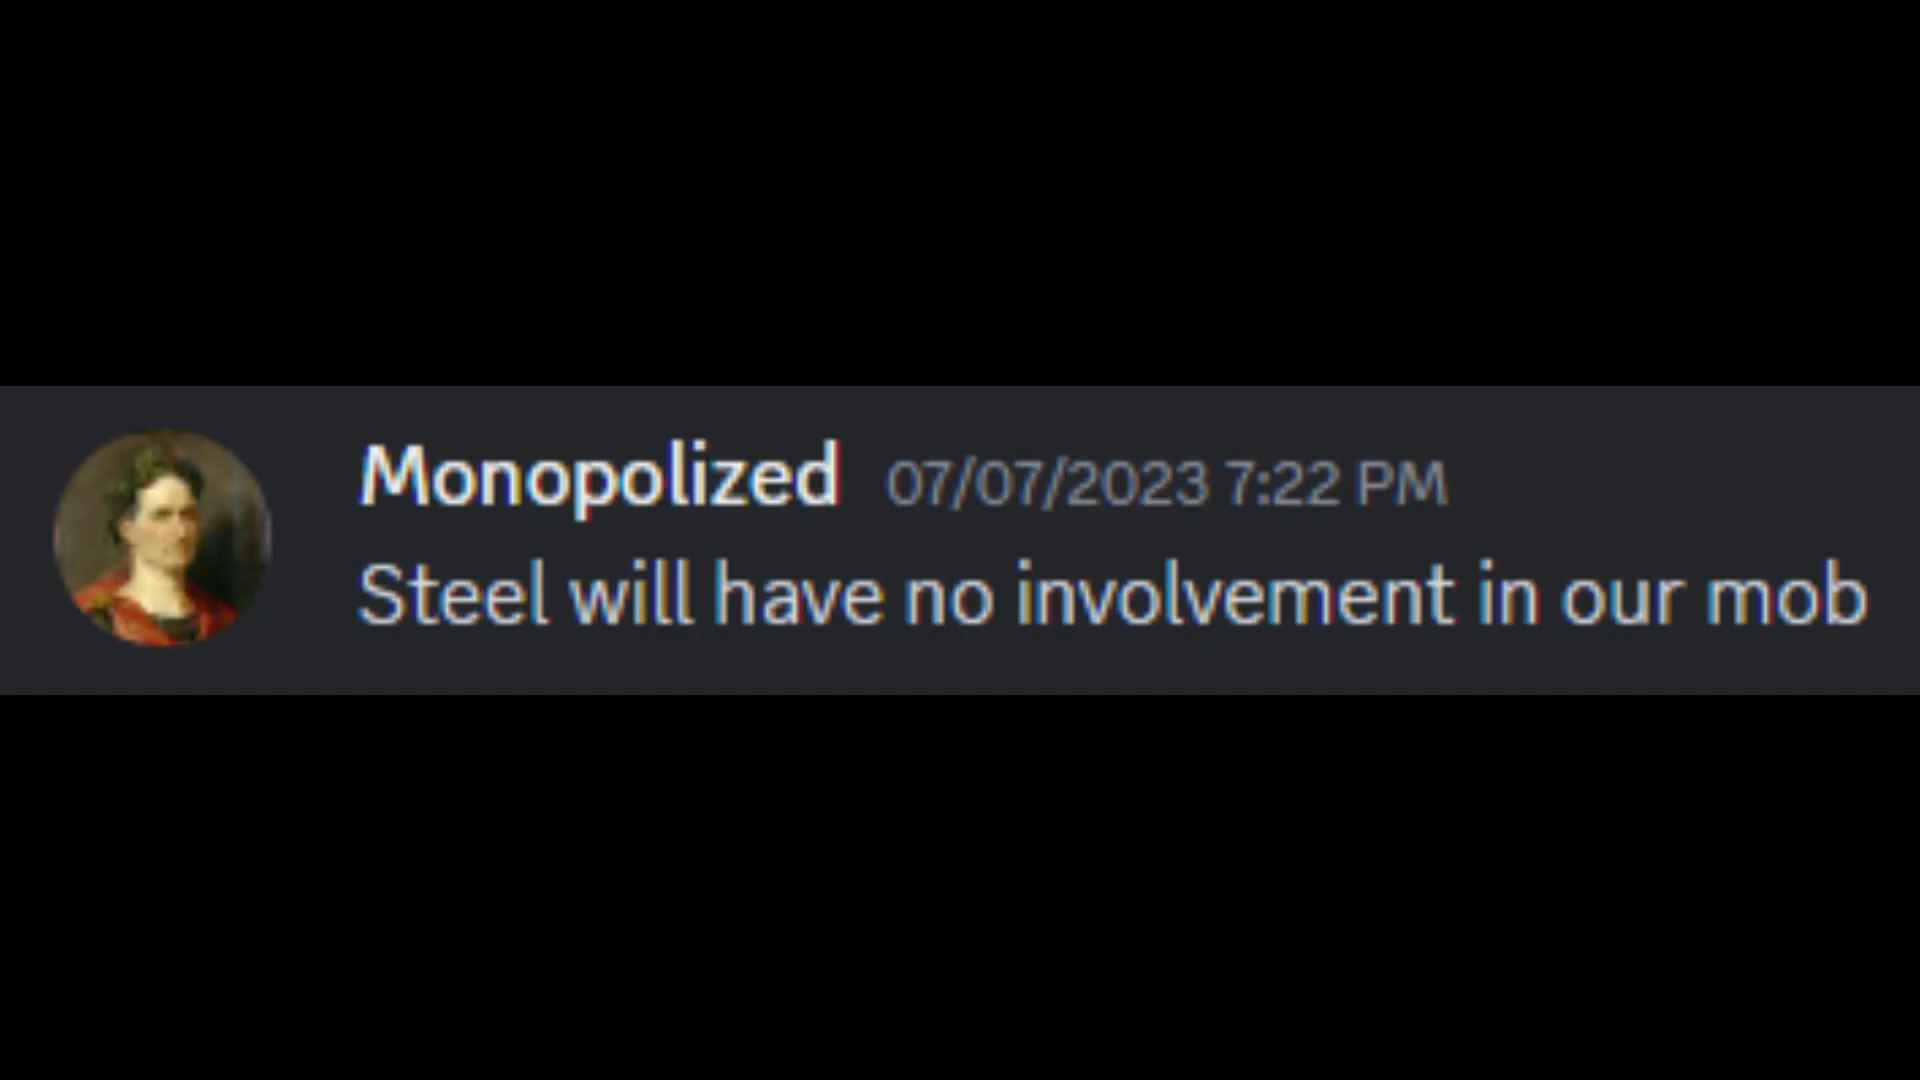 Monopolized 07/07/2023 7:22 PM
Steel will have no involvement in our mob